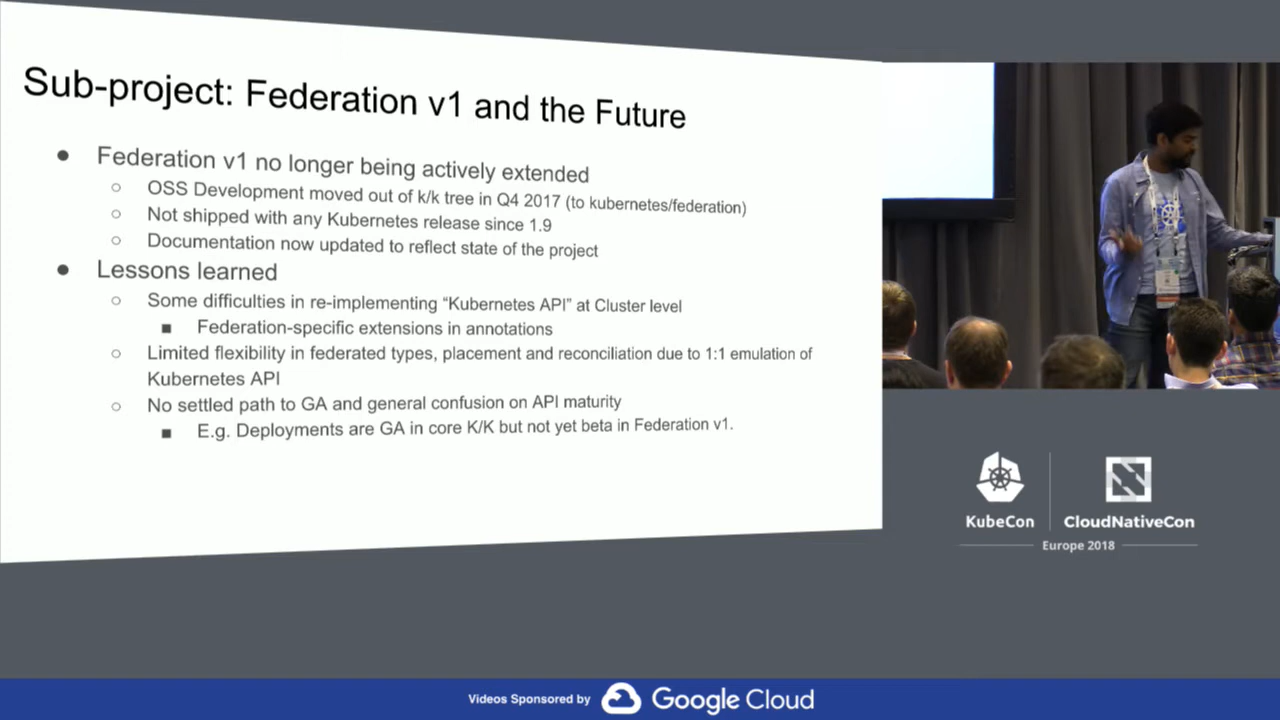 Sub-project: Federation v1 and the Future
● Federation v1 no longer being actively extended
○ OSS Development moved out of k/k tree in Q4 2017 (to kubernetes/federation)
○ Not shipped with any Kubernetes release since 1.9
○ Documentation now updated to reflect state of the project
● Lessons learned
○ Some difficulties in re-implementing “Kubernetes API” at Cluster level
■ Federation-specific extensions in annotations
○ Limited flexibility in federated types, placement and reconciliation due to 1:1 emulation of
Kubernetes API
○ No settled path to GA and general confusion on API maturity
■ E.g. Deployments are GA in core K/K but not yet beta in Federation v1.
KubeCon
CloudNativeCon
Europe 2018
Videos Sponsored by Google Cloud